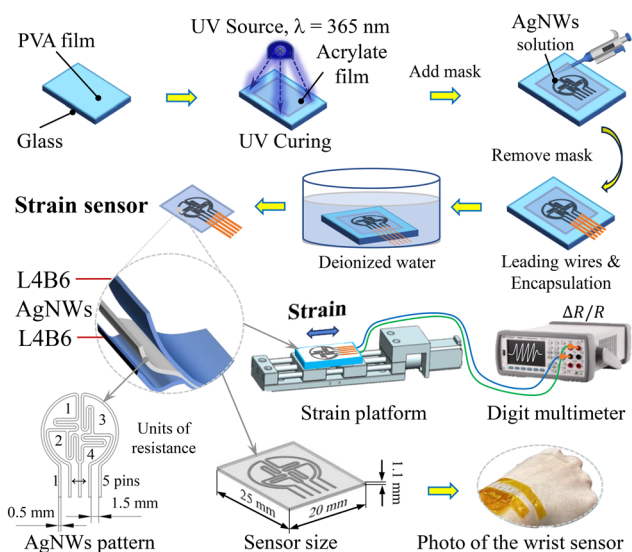 UV Source, λ = 365 nm
PVA film
Acrylate
film
Glass
UV Curing
Add mask
AgNWs
solution
Remove mask
Leading wires &
Encapsulation
Deionized water
Strain sensor
L4B6
AgNWs
L4B6
Strain
ΔR/R
Strain platform
Digit multimeter
1
2
3
4
Units of
resistance
1
5 pins
0.5 mm
1.5 mm
AgNWs pattern
25 mm
20 mm
1.1 mm
Sensor size
Photo of the wrist sensor